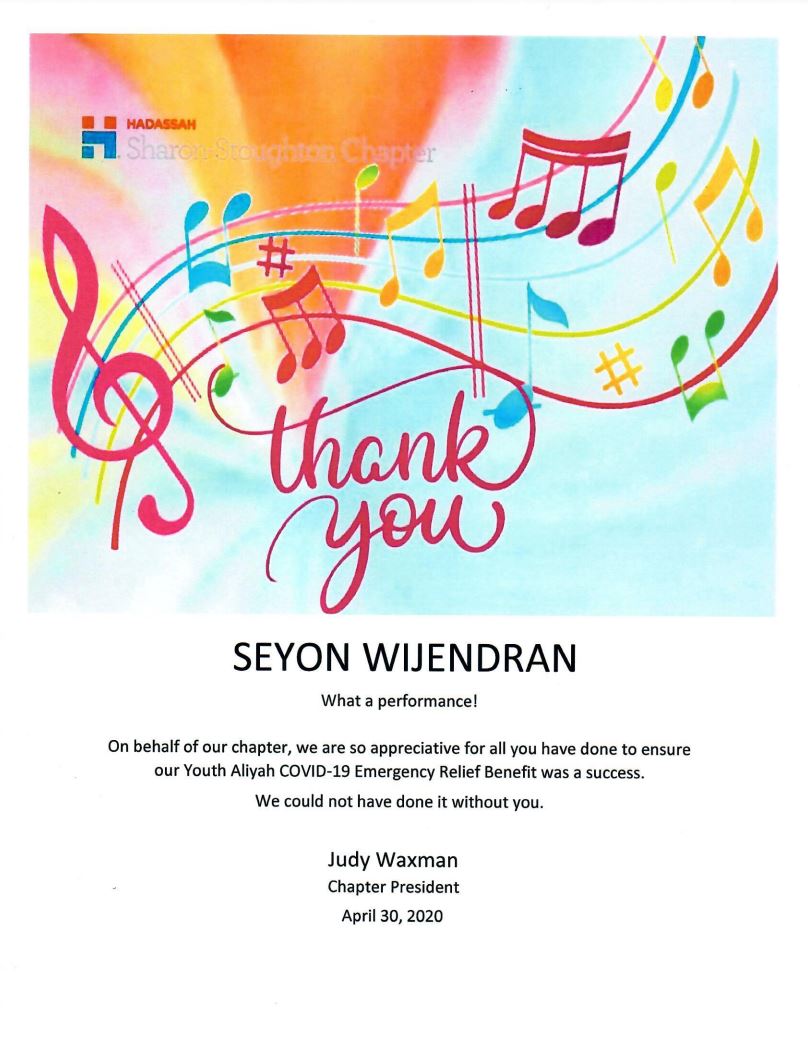 HADASSAH
Sharon-Stoughton Chapter
thank
you
SEYON WIJENDRAN
What a performance!
On behalf of our chapter, we are so appreciative for all you have done to ensure
our Youth Aliyah COVID-19 Emergency Relief Benefit was a success.
We could not have done it without you.
Judy Waxman
Chapter President
April 30, 2020